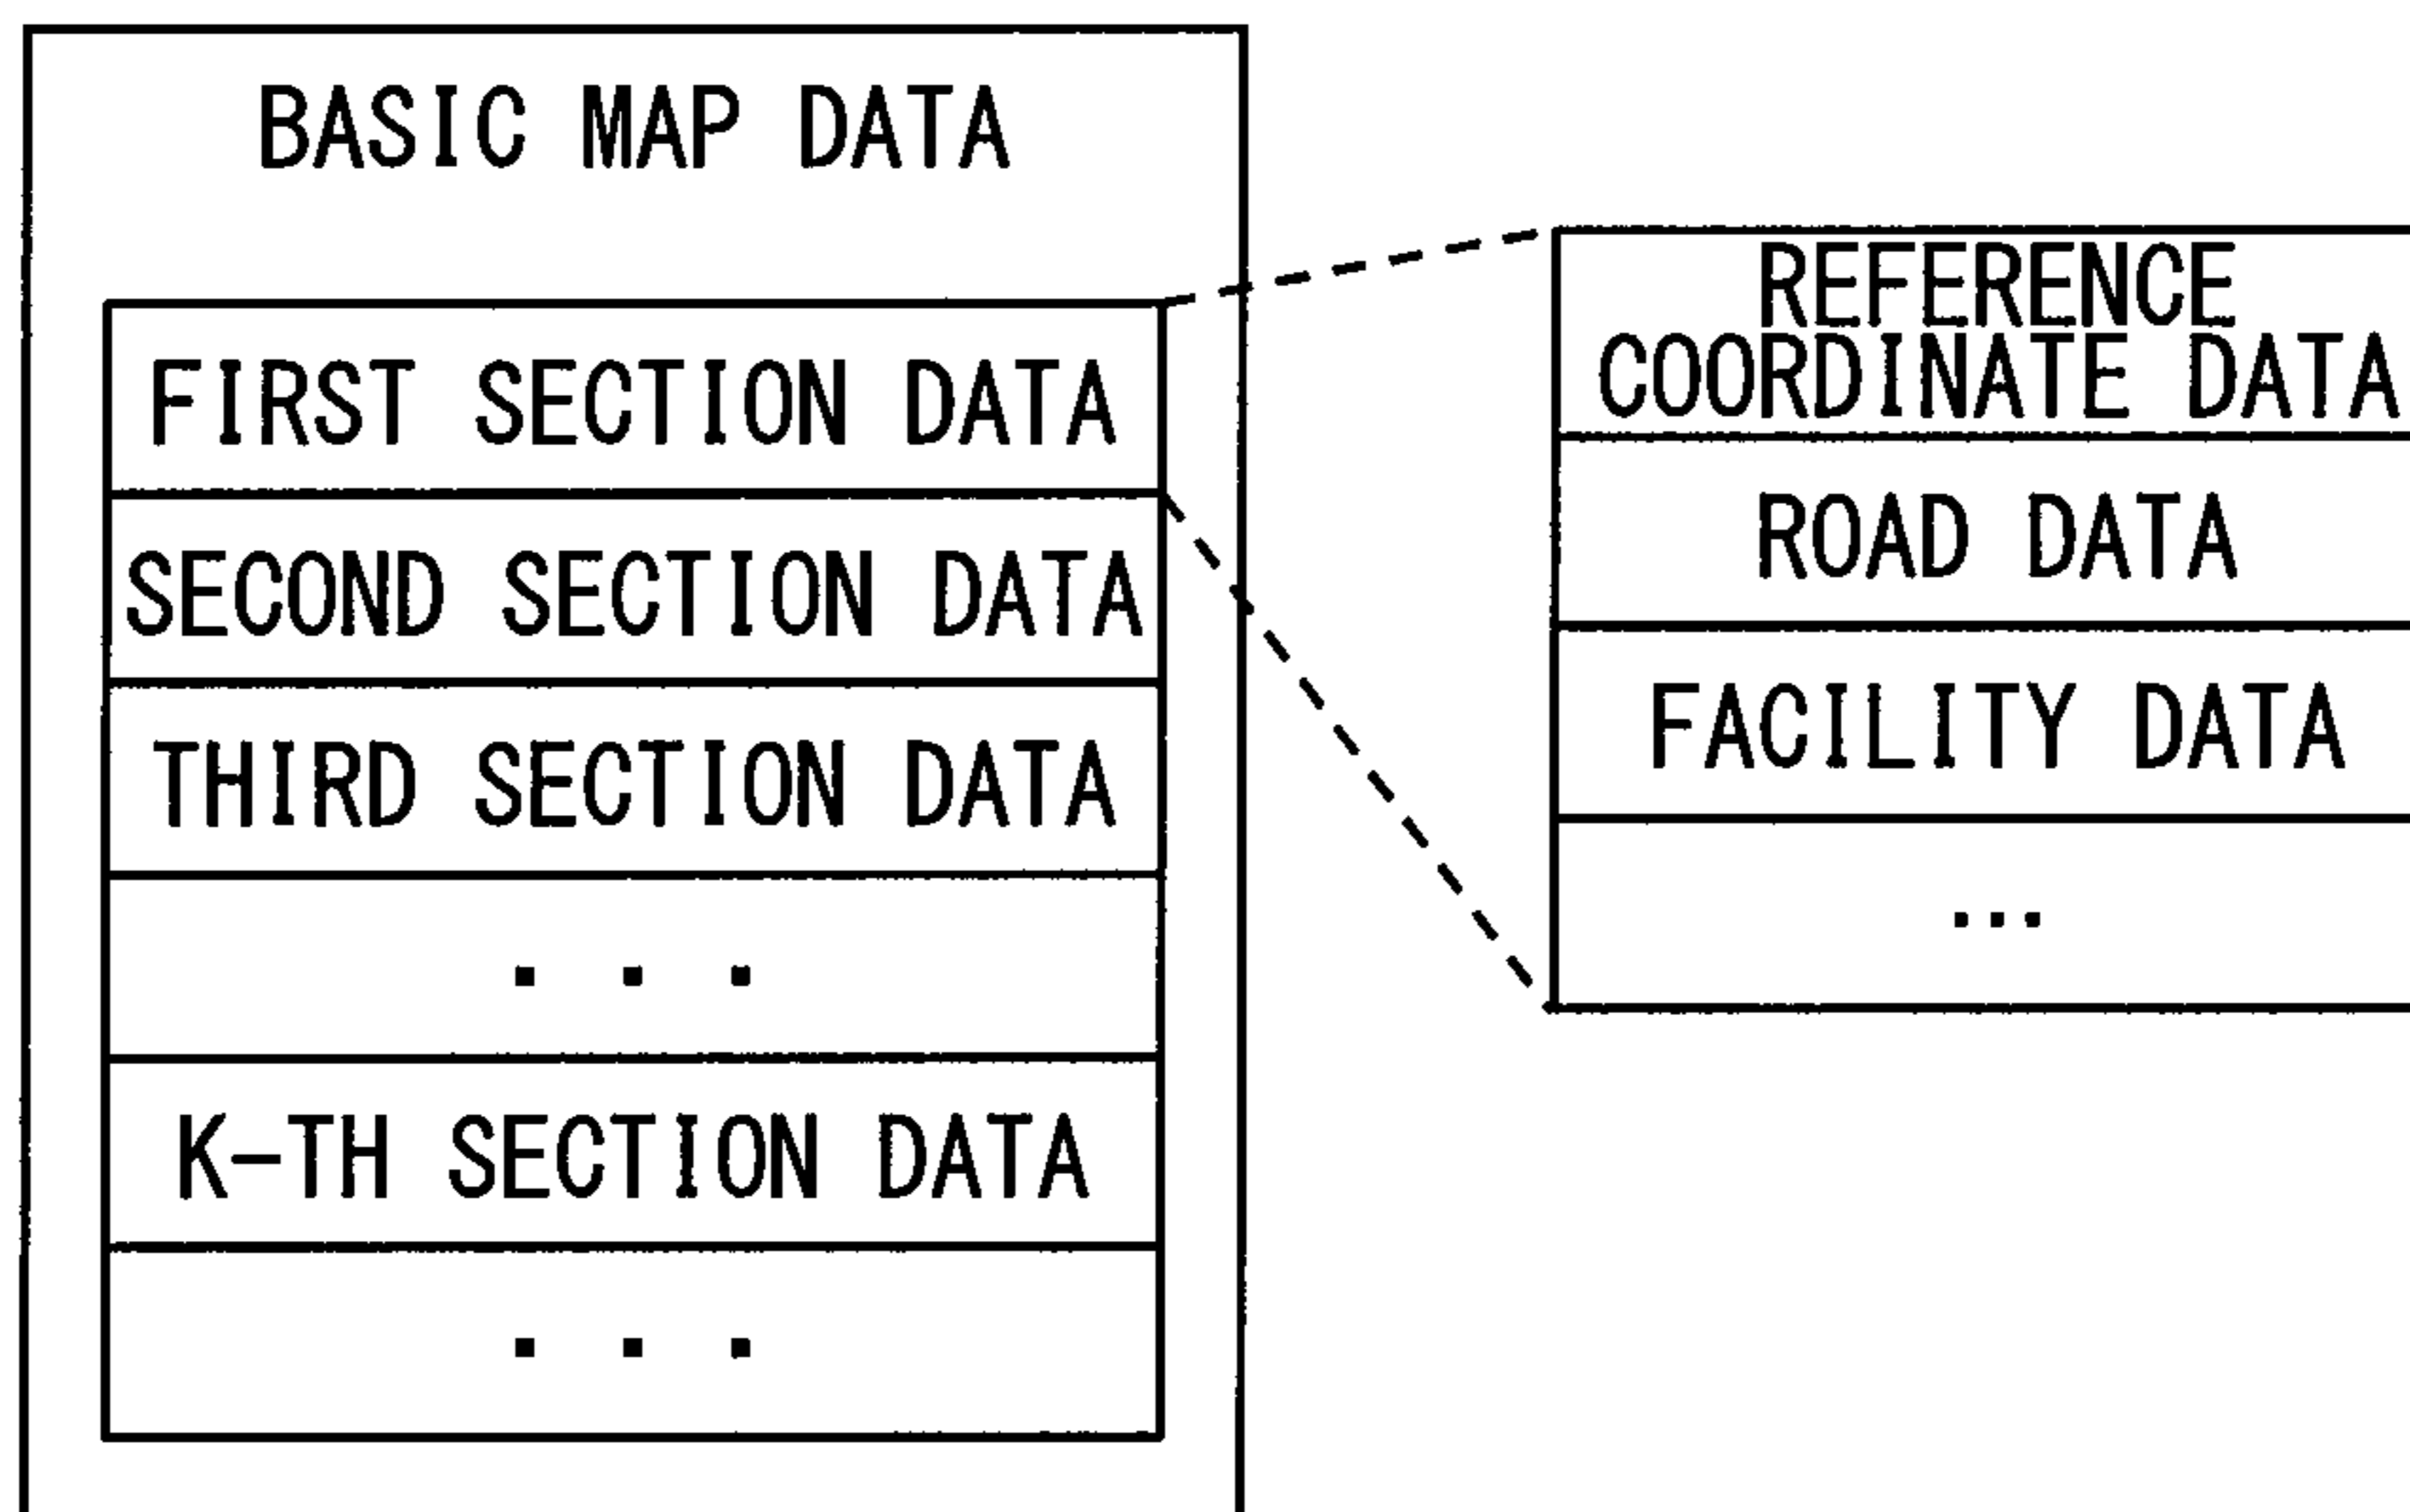 BASIC MAP DATA
FIRST SECTION DATA
SECOND SECTION DATA
THIRD SECTION DATA
. . .
K-TH SECTION DATA
. . .
REFERENCE
COORDINATE DATA
ROAD DATA
FACILITY DATA
...